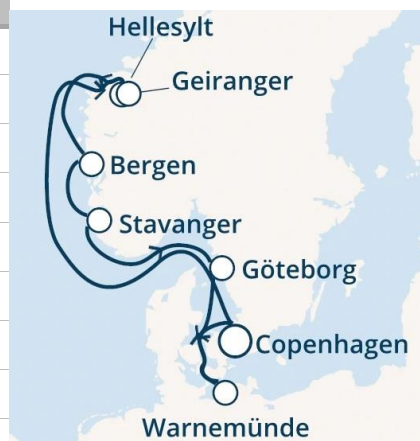 Hellesylt
Geiranger
Bergen
Stavanger
Göteborg
Copenhagen
Warnemünde